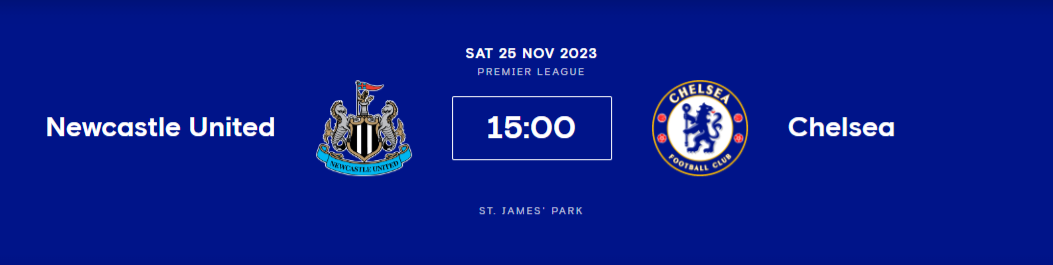 SAT 25 NOV 2023
PREMIER LEAGUE
Newcastle United
NEWCASTLE UNITED
15:00
CHELSEA
FOOTBALL CLUB
Chelsea
ST. JAMES' PARK